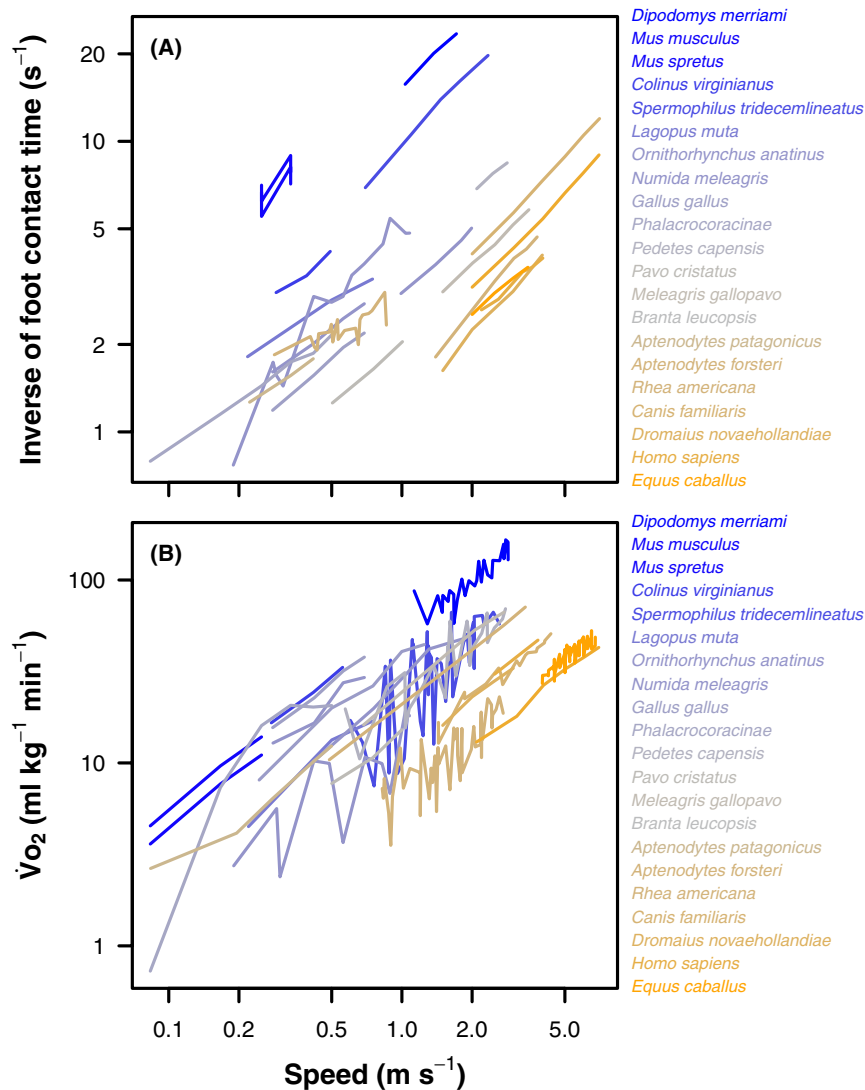 (A)
Inverse of foot contact time (s⁻¹)
20
10
5
2
1
Dipodomys merriami
Mus musculus
Mus spretus
Colinus virginianus
Spermophilus tridecemlineatus
Lagopus muta
Ornithorhynchus anatinus
Numida meleagris
Gallus gallus
Phalacrocoracinae
Pedetes capensis
Pavo cristatus
Meleagris gallopavo
Branta leucopsis
Aptenodytes patagonicus
Aptenodytes forsteri
Rhea americana
Canis familiaris
Dromaius novaehollandiae
Homo sapiens
Equus caballus
(B)
V̇o₂ (ml kg⁻¹ min⁻¹)
100
10
1
Dipodomys merriami
Mus musculus
Mus spretus
Colinus virginianus
Spermophilus tridecemlineatus
Lagopus muta
Ornithorhynchus anatinus
Numida meleagris
Gallus gallus
Phalacrocoracinae
Pedetes capensis
Pavo cristatus
Meleagris gallopavo
Branta leucopsis
Aptenodytes patagonicus
Aptenodytes forsteri
Rhea americana
Canis familiaris
Dromaius novaehollandiae
Homo sapiens
Equus caballus
0.1 0.2 0.5 1.0 2.0 5.0
Speed (m s⁻¹)